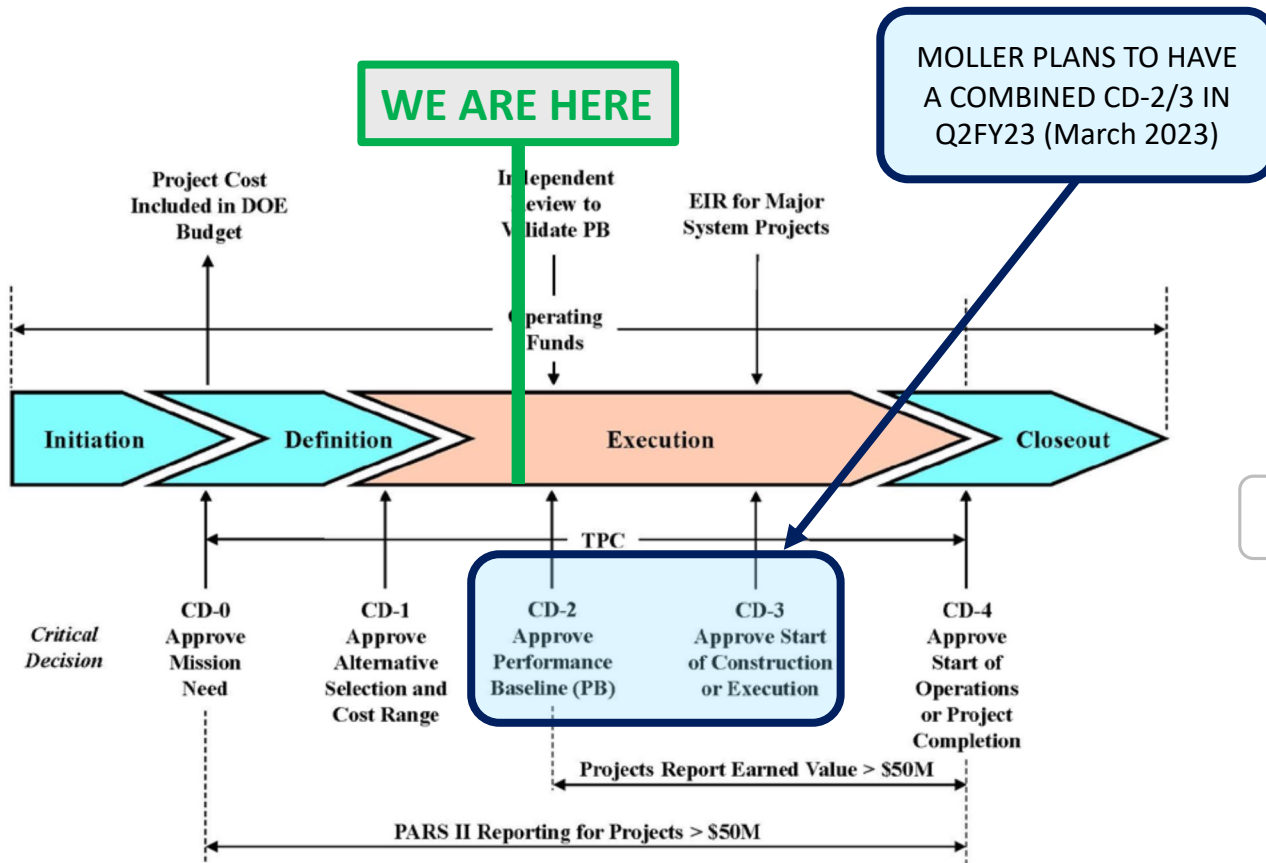 MOLLER PLANS TO HAVE
A COMBINED CD-2/3 IN
Q2FY23 (March 2023)
WE ARE HERE
Project Cost
Included in DOE
Budget
Independent
Review to
Validate PB
EIR for Major
System Projects
Operating
Funds
Initiation
Definition
Execution
Closeout
TPC
Critical
Decision
CD-0
Approve
Mission
Need
CD-1
Approve
Alternative
Selection and
Cost Range
CD-2
Approve
Performance
Baseline (PB)
CD-3
Approve Start
of Construction
or Execution
CD-4
Approve
Start of
Operations
or Project
Completion
Projects Report Earned Value > $50M
PARS II Reporting for Projects > $50M